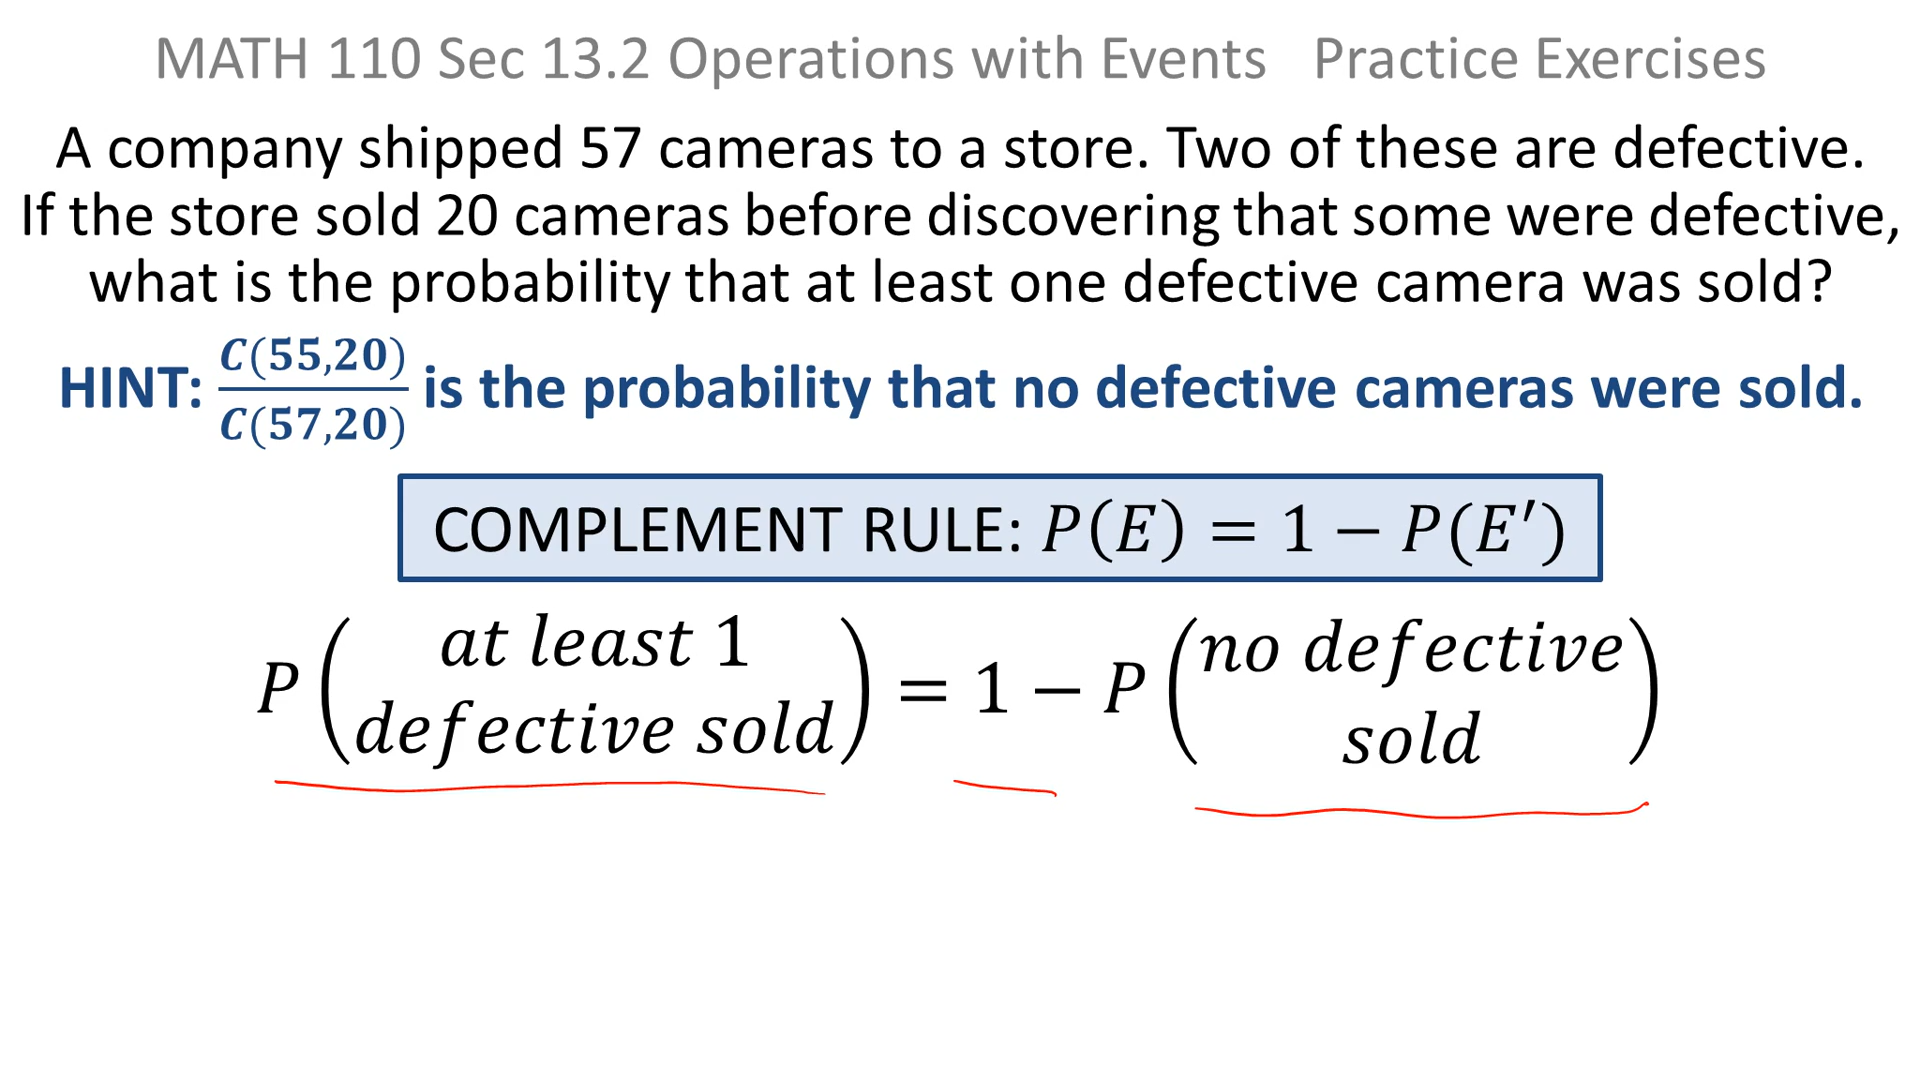 MATH 110 Sec 13.2 Operations with Events Practice Exercises
A company shipped 57 cameras to a store. Two of these are defective.
If the store sold 20 cameras before discovering that some were defective,
what is the probability that at least one defective camera was sold?
HINT: C(55,20)/C(57,20) is the probability that no defective cameras were sold.
COMPLEMENT RULE: P(E) = 1 − P(E′)
P(at least 1 defective sold) = 1 − P(no defective sold)